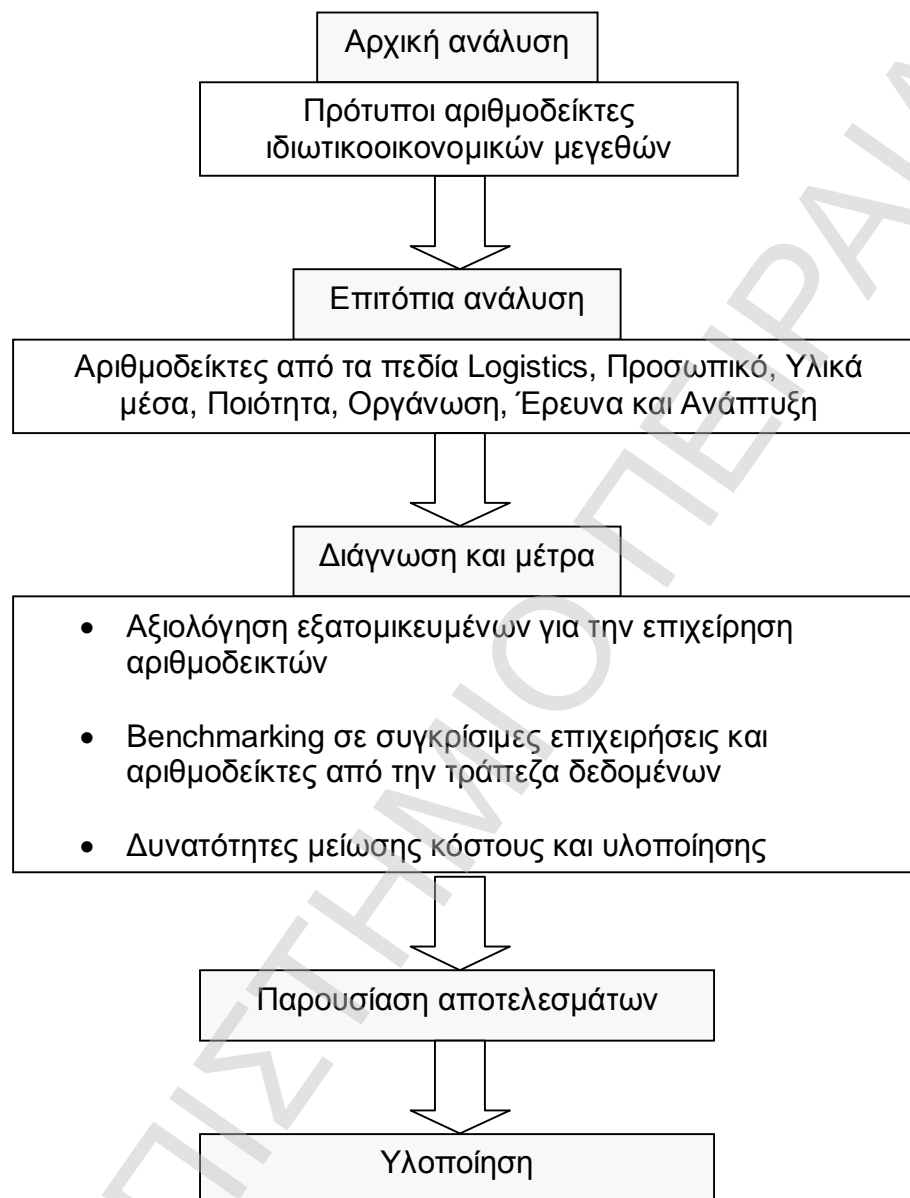 Αρχική ανάλυση
Πρότυποι αριθμοδείκτες
ιδιωτικοοικονομικών μεγεθών
Επιτόπια ανάλυση
Αριθμοδείκτες από τα πεδία Logistics, Προσωπικό, Υλικά
μέσα, Ποιότητα, Οργάνωση, Έρευνα και Ανάπτυξη
Διάγνωση και μέτρα
• Αξιολόγηση εξατομικευμένων για την επιχείρηση
αριθμοδεικτών
• Benchmarking σε συγκρίσιμες επιχειρήσεις και
αριθμοδείκτες από την τράπεζα δεδομένων
• Δυνατότητες μείωσης κόστους και υλοποίησης
Παρουσίαση αποτελεσμάτων
Υλοποίηση
ΠΙΣΤΗΜΙΟ ΠΕΙΡΑΙΑ